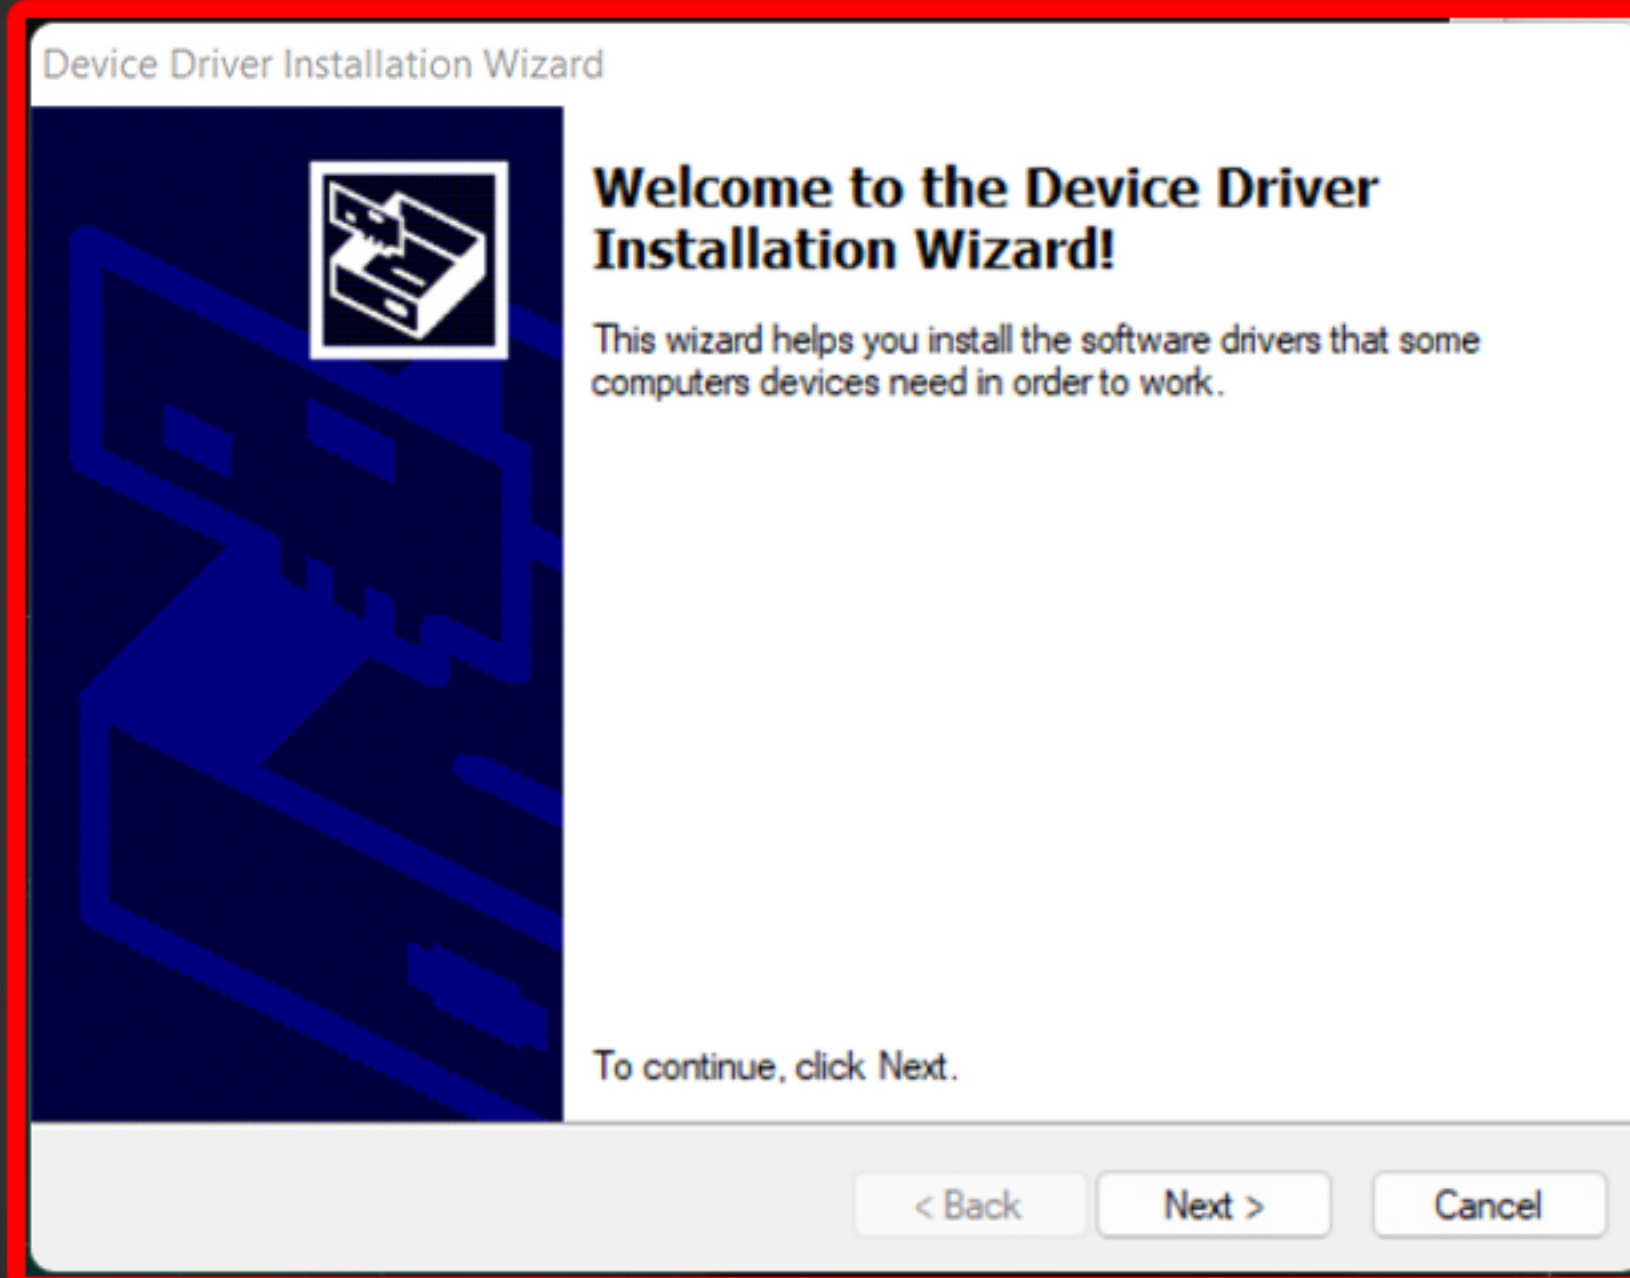 Device Driver Installation Wizard
Welcome to the Device Driver
Installation Wizard!
This wizard helps you install the software drivers that some
computers devices need in order to work.
To continue, click Next.
< Back
Next >
Cancel